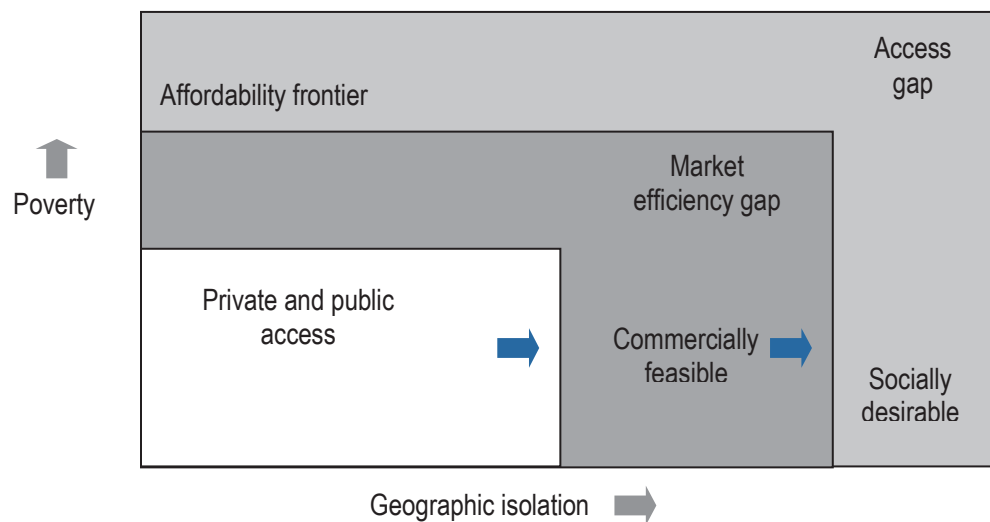 Access
gap
Affordability frontier
Market
efficiency gap
Poverty
Private and public
access
Commercially
feasible
Socially
desirable
Geographic isolation